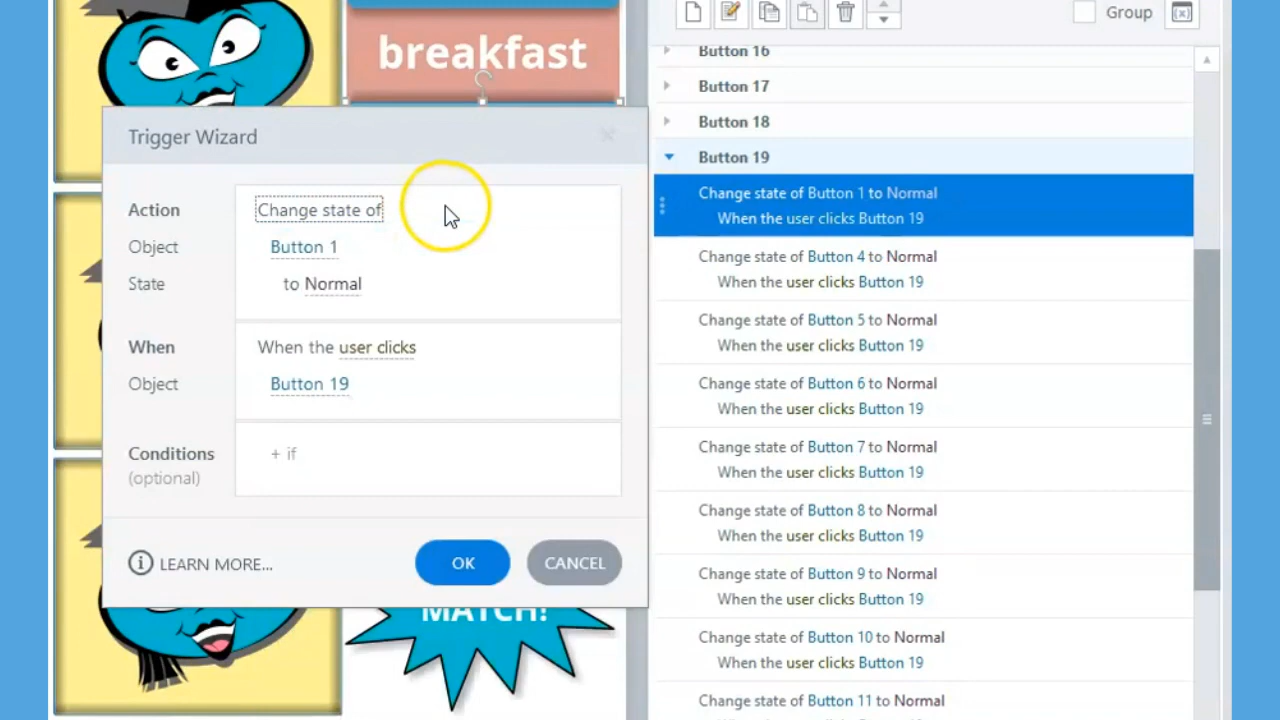 breakfast
MATCH!
Trigger Wizard
Action
Change state of
Object
Button 1
State
to Normal
When
When the user clicks
Object
Button 19
Conditions
(optional)
+ if
LEARN MORE...
OK
CANCEL
Group
Button 16
Button 17
Button 18
Button 19
Change state of Button 1 to Normal
When the user clicks Button 19
Change state of Button 4 to Normal
When the user clicks Button 19
Change state of Button 5 to Normal
When the user clicks Button 19
Change state of Button 6 to Normal
When the user clicks Button 19
Change state of Button 7 to Normal
When the user clicks Button 19
Change state of Button 8 to Normal
When the user clicks Button 19
Change state of Button 9 to Normal
When the user clicks Button 19
Change state of Button 10 to Normal
When the user clicks Button 19
Change state of Button 11 to Normal